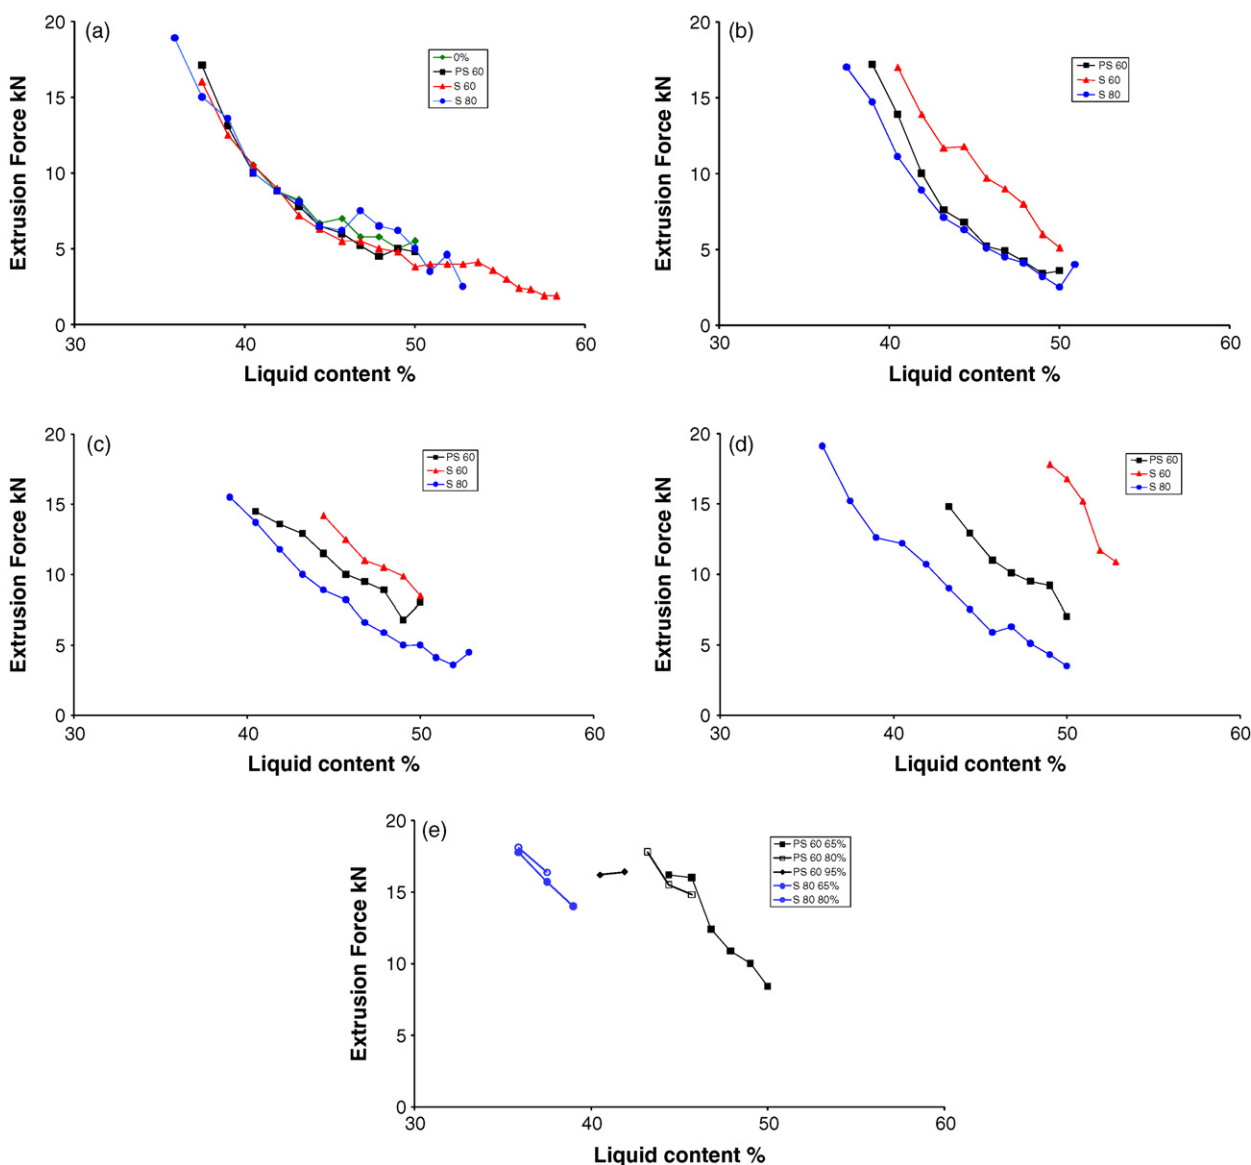 (a)
Extrusion Force kN
20
15
10
5
0
30
40
50
60
Liquid content %
0%
PS 60
S 60
S 80
(b)
Extrusion Force kN
20
15
10
5
0
30
40
50
60
Liquid content %
PS 60
S 60
S 80
(c)
Extrusion Force kN
20
15
10
5
0
30
40
50
60
Liquid content %
PS 60
S 60
S 80
(d)
Extrusion Force kN
20
15
10
5
0
30
40
50
60
Liquid content %
PS 60
S 60
S 80
(e)
Extrusion Force kN
20
15
10
5
0
30
40
50
60
Liquid content %
PS 60 65%
PS 60 80%
PS 60 95%
S 80 65%
S 80 80%